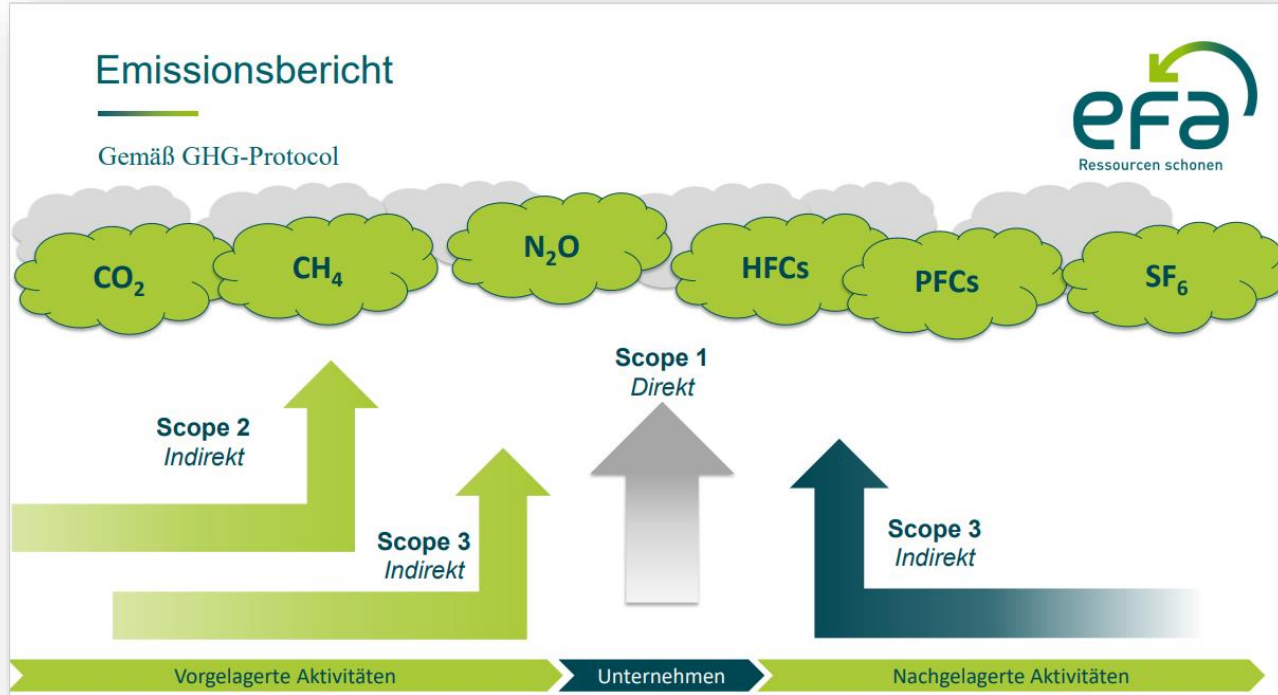 Emissionsbericht
efa
Ressourcen schonen
Gemäß GHG-Protocol
CO₂
CH₄
N₂O
HFCs
PFCs
SF₆
Scope 1
Direkt
Scope 2
Indirekt
Scope 3
Indirekt
Scope 3
Indirekt
Vorgelagerte Aktivitäten
Unternehmen
Nachgelagerte Aktivitäten